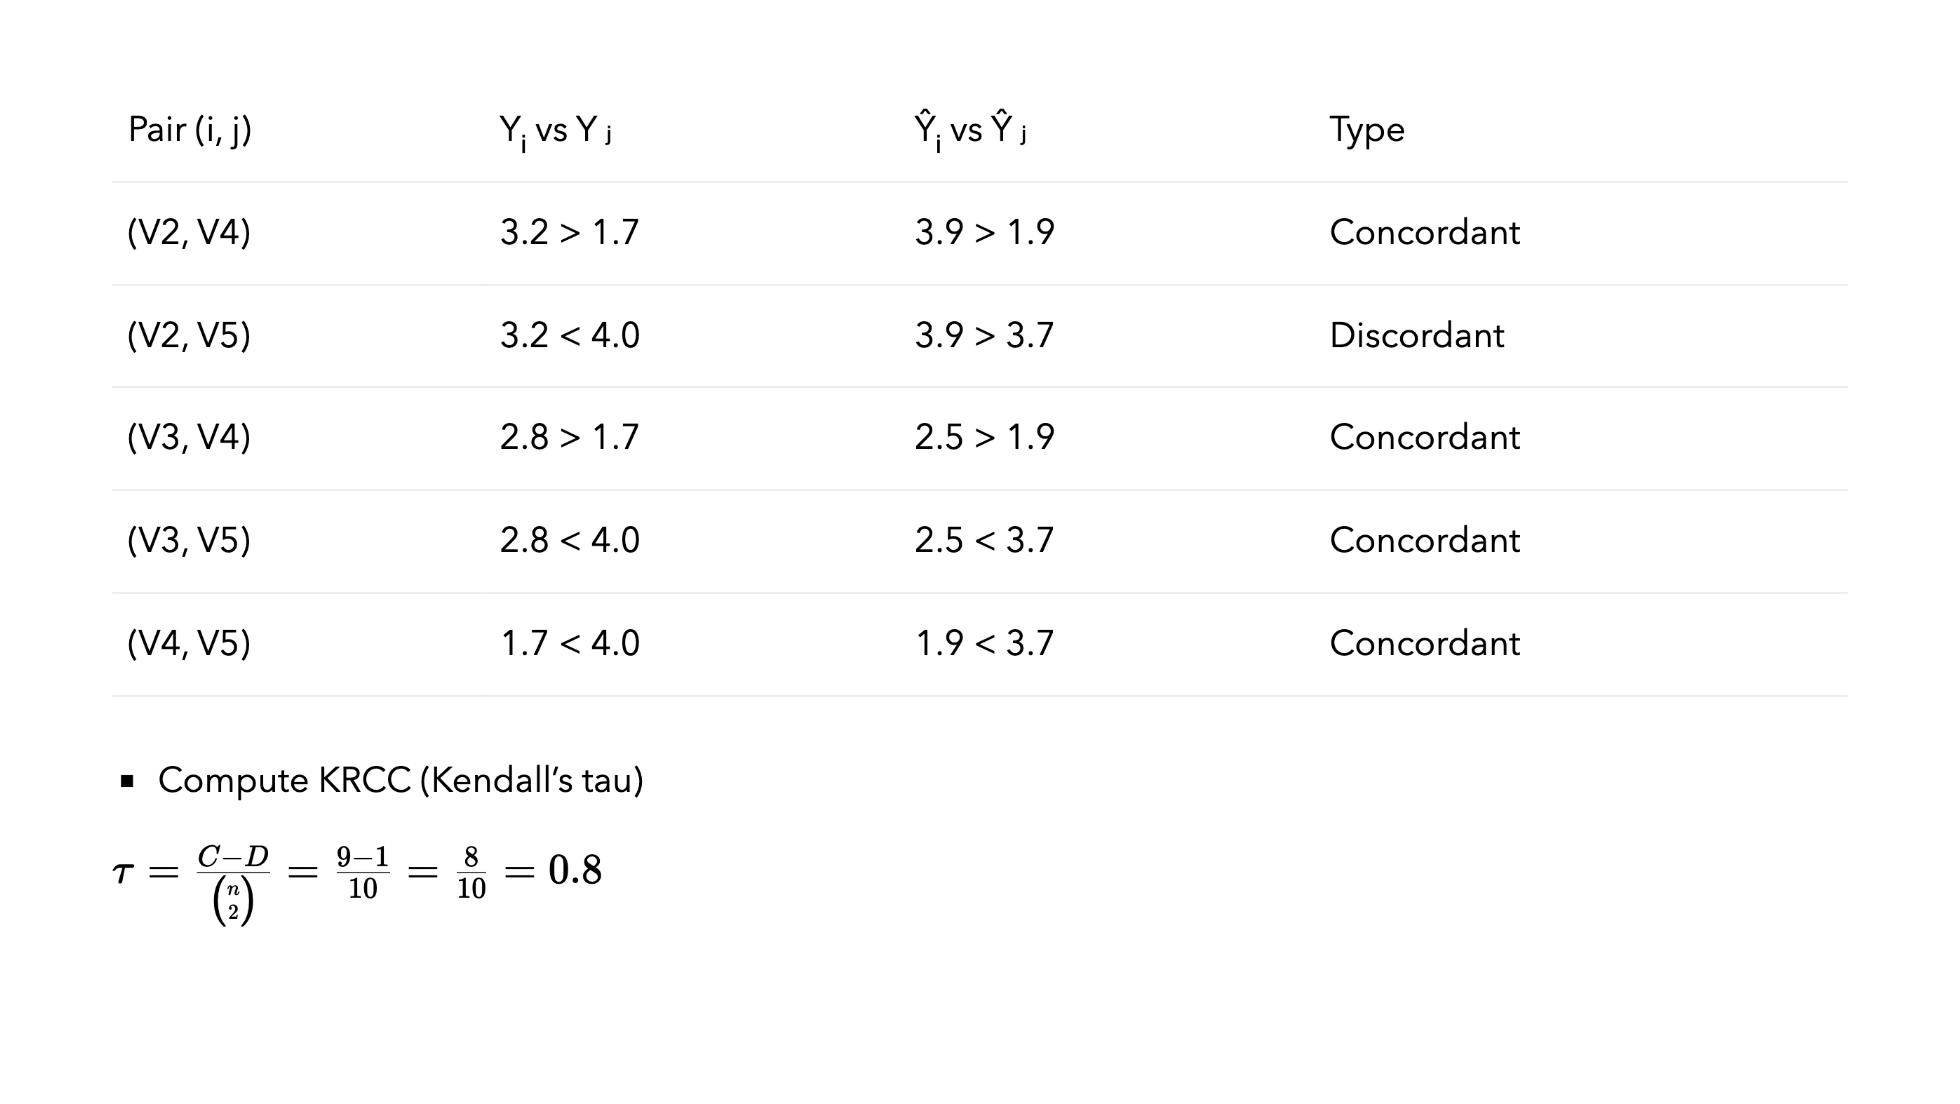 Pair (i, j) Yi vs Y j Ŷi vs Ŷ j Type
(V2, V4) 3.2 > 1.7 3.9 > 1.9 Concordant
(V2, V5) 3.2 < 4.0 3.9 > 3.7 Discordant
(V3, V4) 2.8 > 1.7 2.5 > 1.9 Concordant
(V3, V5) 2.8 < 4.0 2.5 < 3.7 Concordant
(V4, V5) 1.7 < 4.0 1.9 < 3.7 Concordant
▪ Compute KRCC (Kendall’s tau)
τ = C−D / (n 2) = 9−1 / 10 = 8 / 10 = 0.8